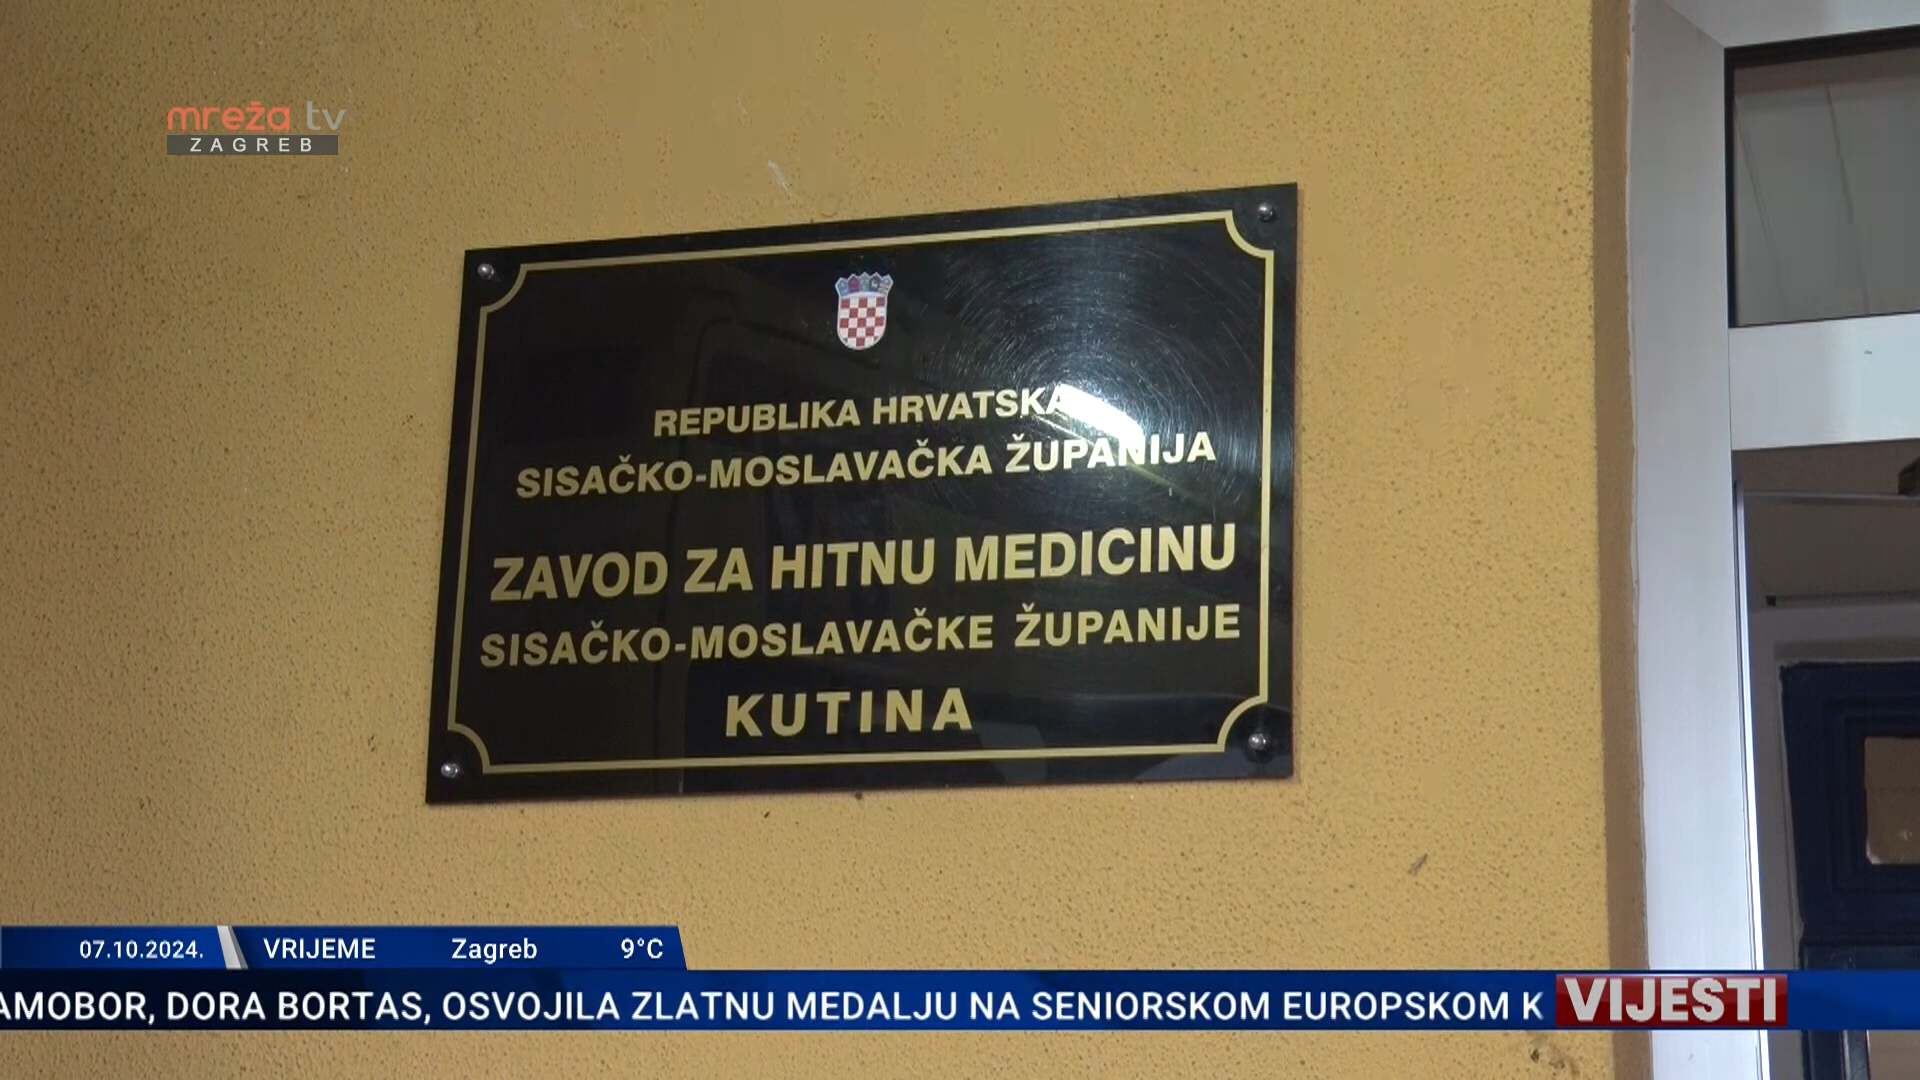 mreža tv
ZAGREB
REPUBLIKA HRVATSKA
SISAČKO-MOSLAVAČKA ŽUPANIJA
ZAVOD ZA HITNU MEDICINU
SISAČKO-MOSLAVAČKE ŽUPANIJE
KUTINA
07.10.2024. VRIJEME Zagreb 9°C
AMOBOR, DORA BORTAS, OSVOJILA ZLATNU MEDALJU NA SENIORSKOM EUROPSKOM K VIJESTI